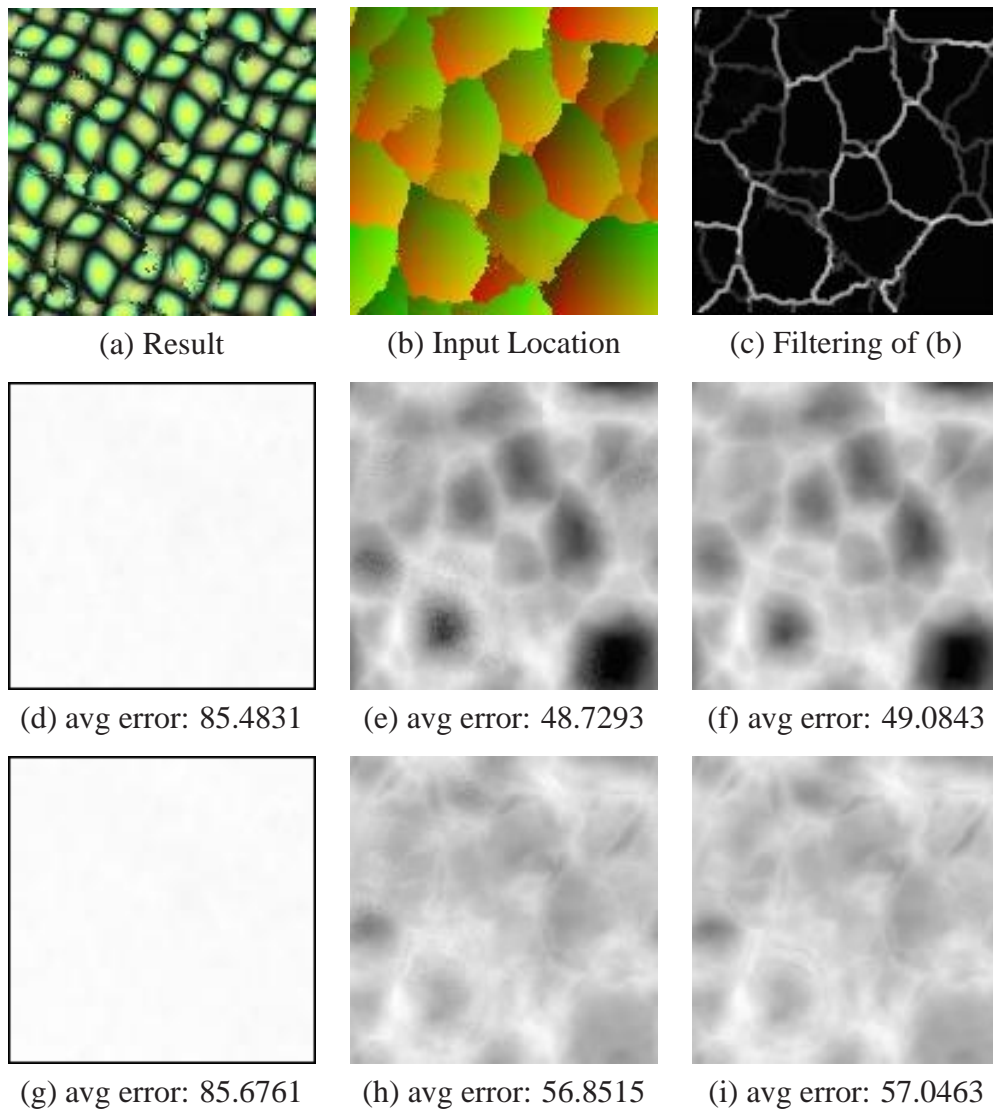 (a) Result
(b) Input Location
(c) Filtering of (b)
(d) avg error: 85.4831
(e) avg error: 48.7293
(f) avg error: 49.0843
(g) avg error: 85.6761
(h) avg error: 56.8515
(i) avg error: 57.0463